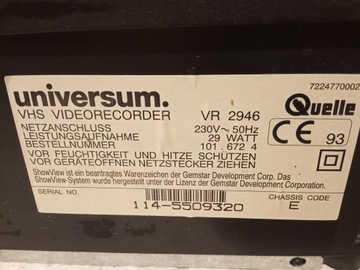 7224770002
universum.
VHS VIDEORECORDER VR 2946 Quelle
NETZANSCHLUSS 230V~ 50Hz
LEISTUNGSAUFNAHME 29 WATT
BESTELLNUMMER 101.672 4
CE 93
VOR FEUCHTIGKEIT UND HITZE SCHÜTZEN
VOR GERÄTEÖFFNEN NETZSTECKER ZIEHEN
ShowView ist ein beantragtes Warenzeichen der Gemstar Development Corp. Das
ShowView-System wurde hergestellt unter der Lizenz der Gemstar Development Corporation.
SERIAL NO. CHASSIS CODE
114-5509320 E